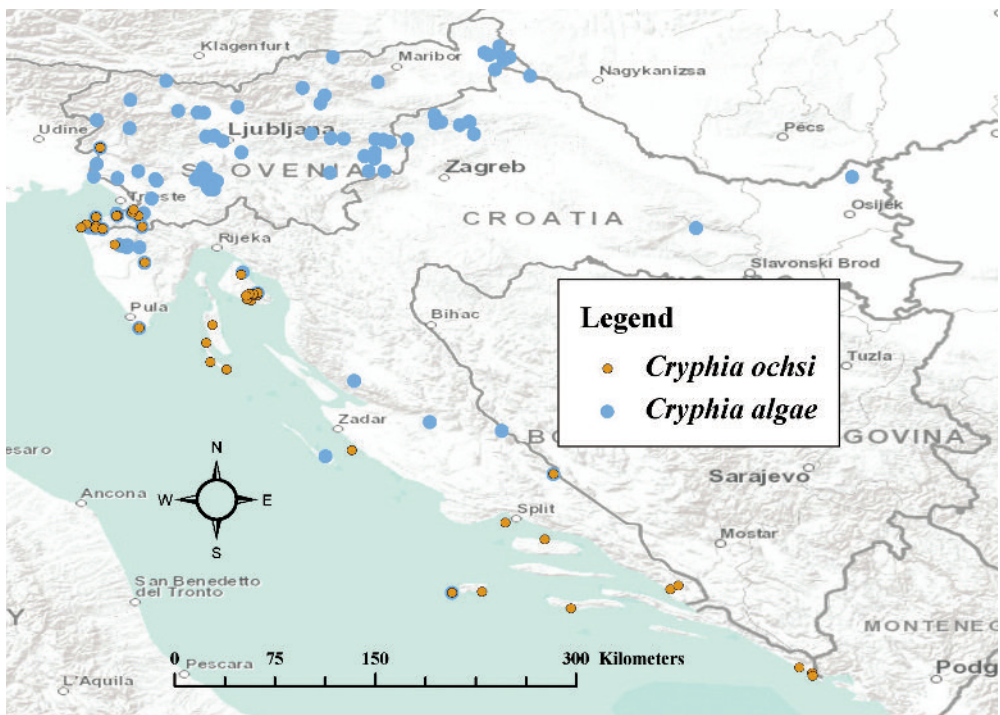 Klagenfurt
Maribor
Nagykanizsa
Udine
Ljubljana
Pécs
SLOVENIA
Zagreb
Trieste
Osijek
CROATIA
Rijeka
Slavonski Brod
Pula
Bihac
Legend
Cryphia ochsi
Cryphia algae
Tuzla
Zadar
BO
GOVINA
esaro
Sarajevo
Ancona
N
W
E
S
Split
Mostar
San Benedetto
del Tronto
Y
MONTENEG
0
75
150
300 Kilometers
Pescara
Podg
L'Aquila